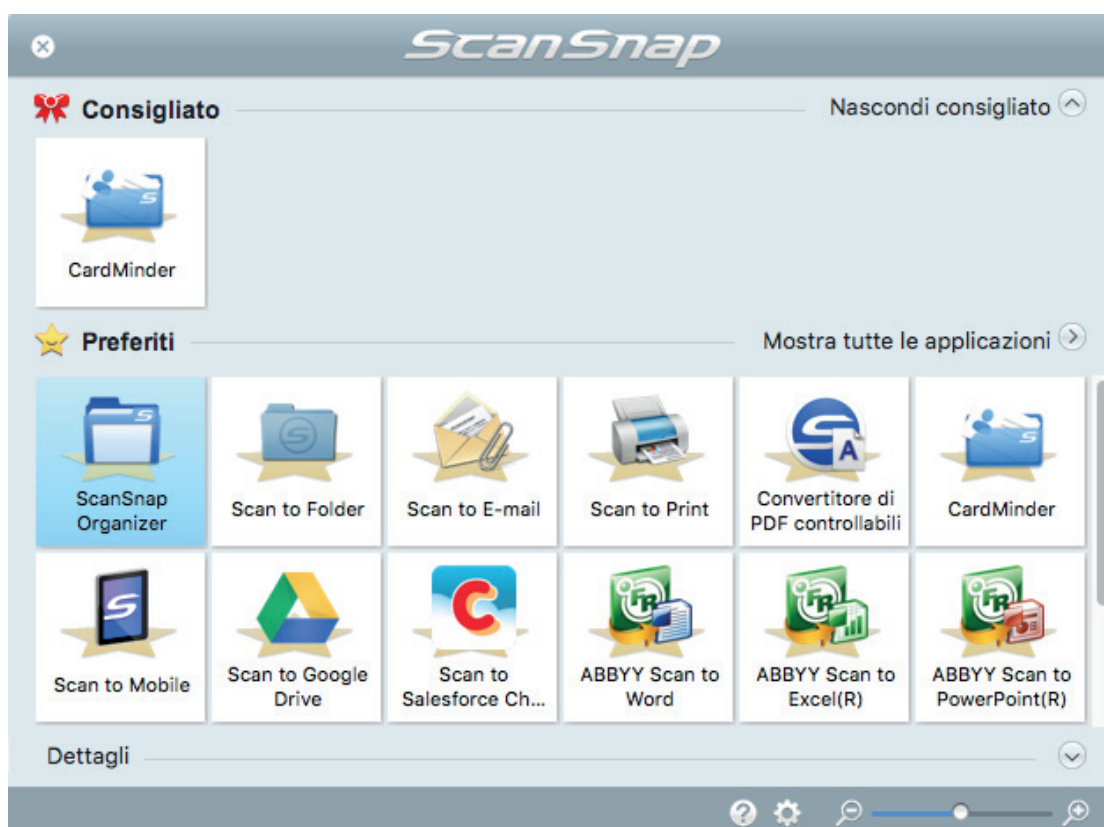 ScanSnap
Consigliato
Nascondi consigliato
CardMinder
Preferiti
Mostra tutte le applicazioni
ScanSnap
Organizer
Scan to Folder
Scan to E-mail
Scan to Print
Convertitore di
PDF controllabili
CardMinder
Scan to Mobile
Scan to Google
Drive
Scan to
Salesforce Ch...
ABBYY Scan to
Word
ABBYY Scan to
Excel(R)
ABBYY Scan to
PowerPoint(R)
Dettagli